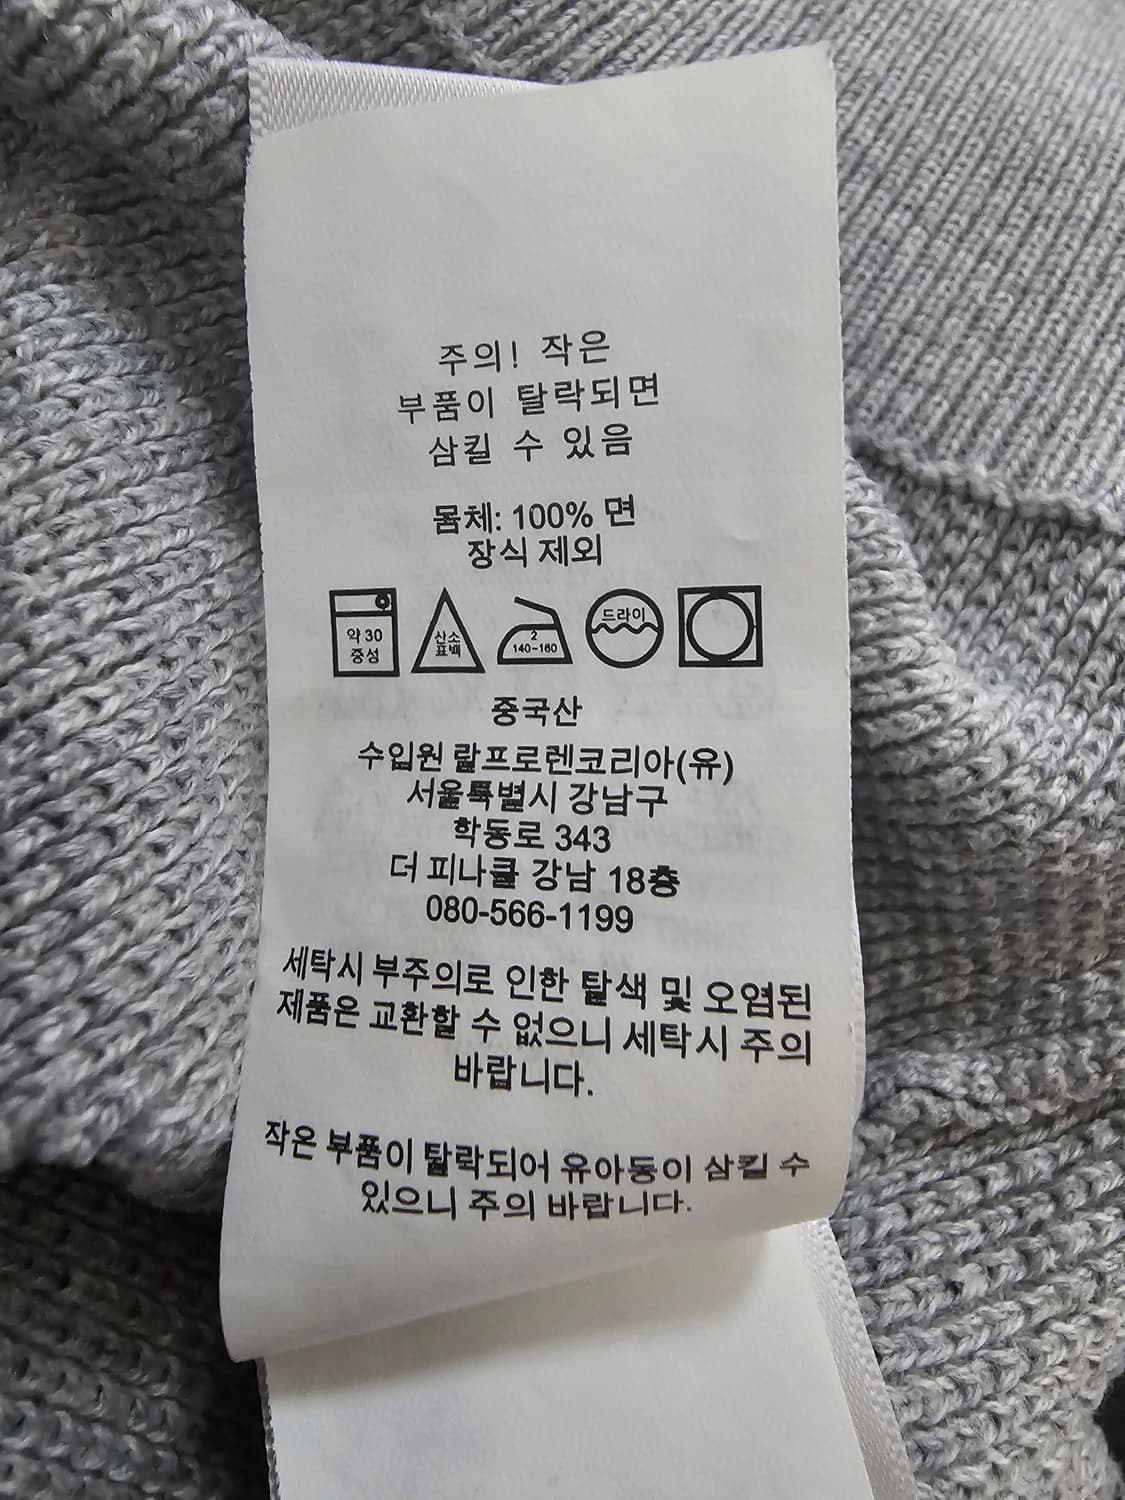 주의! 작은
부품이 탈락되면
삼킬 수 있음
몸체: 100% 면
장식 제외
약 30
중성
산소
표백
2
140-160
드라이
중국산
수입원 랄프로렌코리아(유)
서울특별시 강남구
학동로 343
더 피나클 강남 18층
080-566-1199
세탁시 부주의로 인한 탈색 및 오염된
제품은 교환할 수 없으니 세탁시 주의
바랍니다.
작은 부품이 탈락되어 유아동이 삼킬 수
있으니 주의 바랍니다.